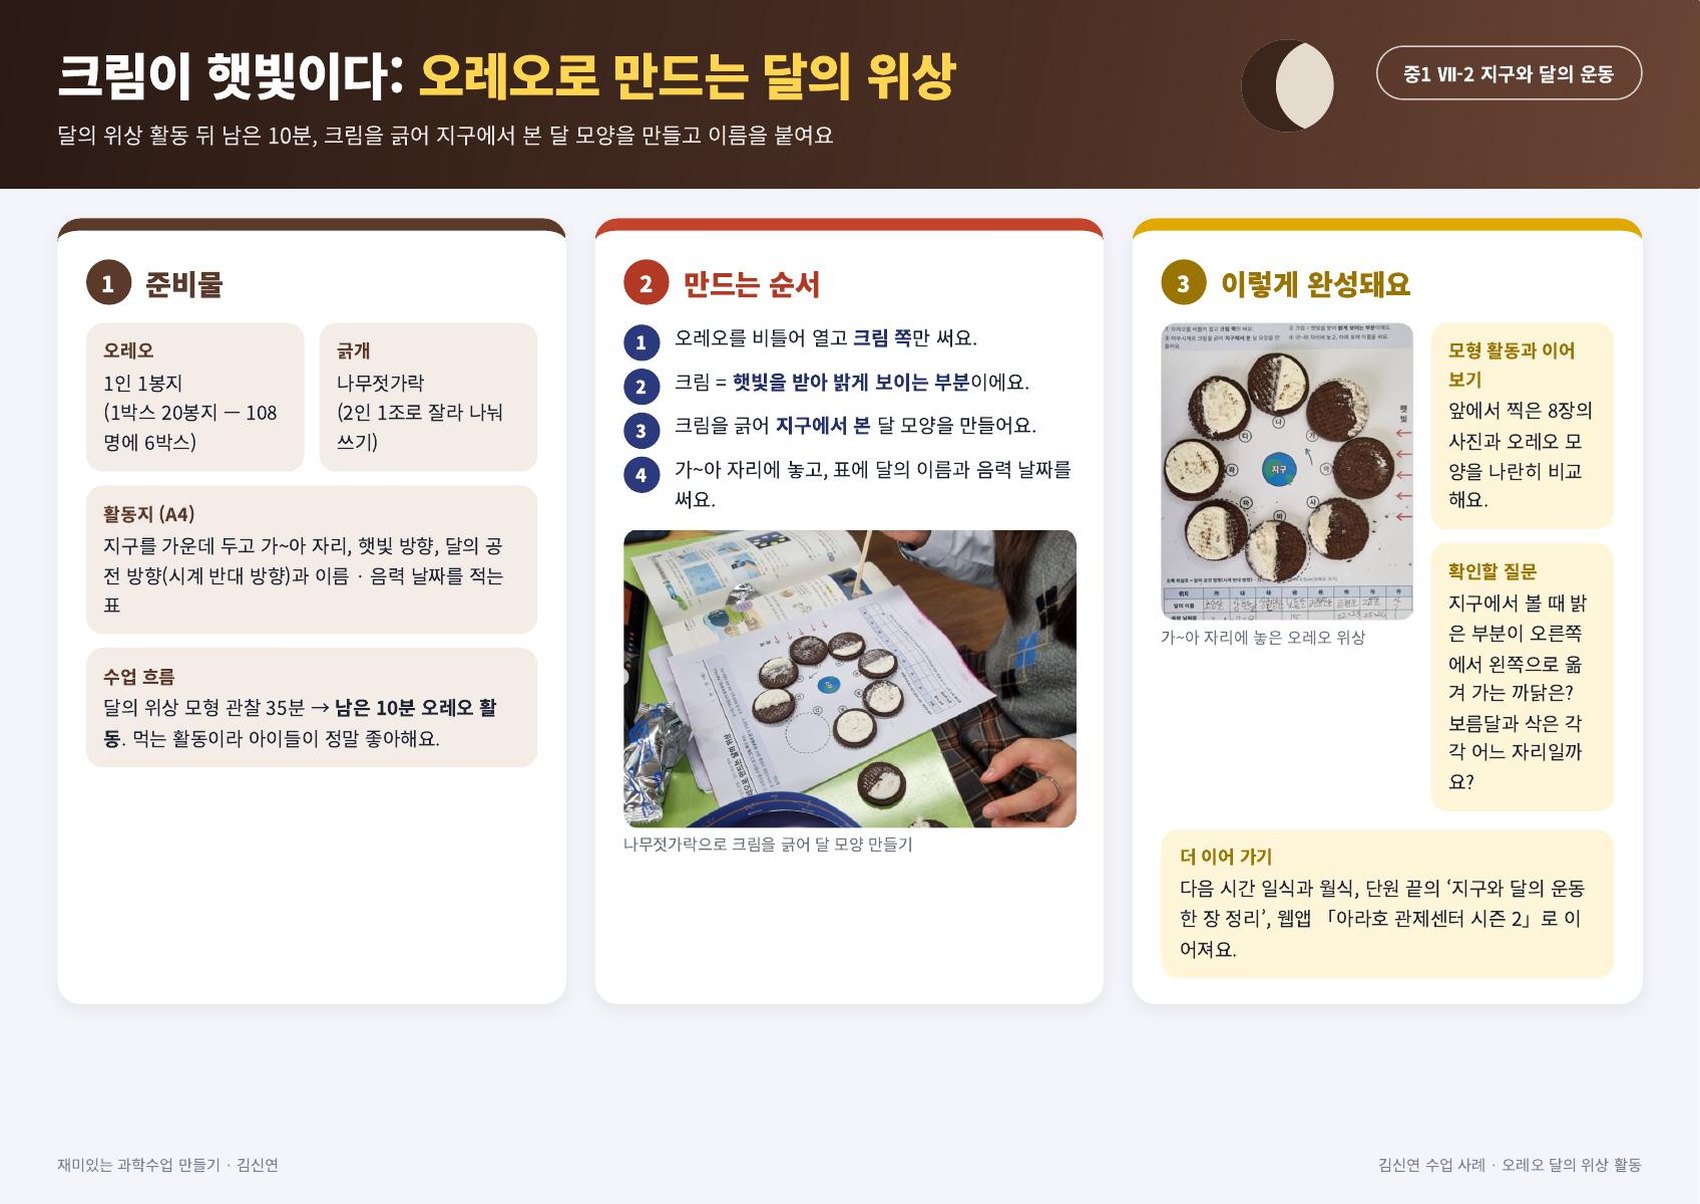 크림이 햇빛이다: 오레오로 만드는 달의 위상
달의 위상 활동 뒤 남은 10분, 크림을 긁어 지구에서 본 달 모양을 만들고 이름을 붙여요
중1 Ⅶ-2 지구와 달의 운동
1 준비물
오레오
1인 1봉지
(1박스 20봉지 — 108
명에 6박스)
긁개
나무젓가락
(2인 1조로 잘라 나눠
쓰기)
활동지 (A4)
지구를 가운데 두고 가~아 자리, 햇빛 방향, 달의 공
전 방향(시계 반대 방향)과 이름 · 음력 날짜를 적는
표
수업 흐름
달의 위상 모형 관찰 35분 → 남은 10분 오레오 활
동. 먹는 활동이라 아이들이 정말 좋아해요.
2 만드는 순서
1 오레오를 비틀어 열고 크림 쪽만 써요.
2 크림 = 햇빛을 받아 밝게 보이는 부분이에요.
3 크림을 긁어 지구에서 본 달 모양을 만들어요.
4 가~아 자리에 놓고, 표에 달의 이름과 음력 날짜를
써요.
나무젓가락으로 크림을 긁어 달 모양 만들기
3 이렇게 완성돼요
햇빛
나
가
다
라
아
마
사
바
지구
위치 가 나 다 라 마 바 사 아
달의 이름
가~아 자리에 놓은 오레오 위상
모형 활동과 이어
보기
앞에서 찍은 8장의
사진과 오레오 모
양을 나란히 비교
해요.
확인할 질문
지구에서 볼 때 밝
은 부분이 오른쪽
에서 왼쪽으로 옮
겨 가는 까닭은?
보름달과 삭은 각
각 어느 자리일까
요?
더 이어 가기
다음 시간 일식과 월식, 단원 끝의 ‘지구와 달의 운동
한 장 정리’, 웹앱 「아라호 관제센터 시즌 2」로 이
어져요.
재미있는 과학수업 만들기 · 김신연
김신연 수업 사례 · 오레오 달의 위상 활동